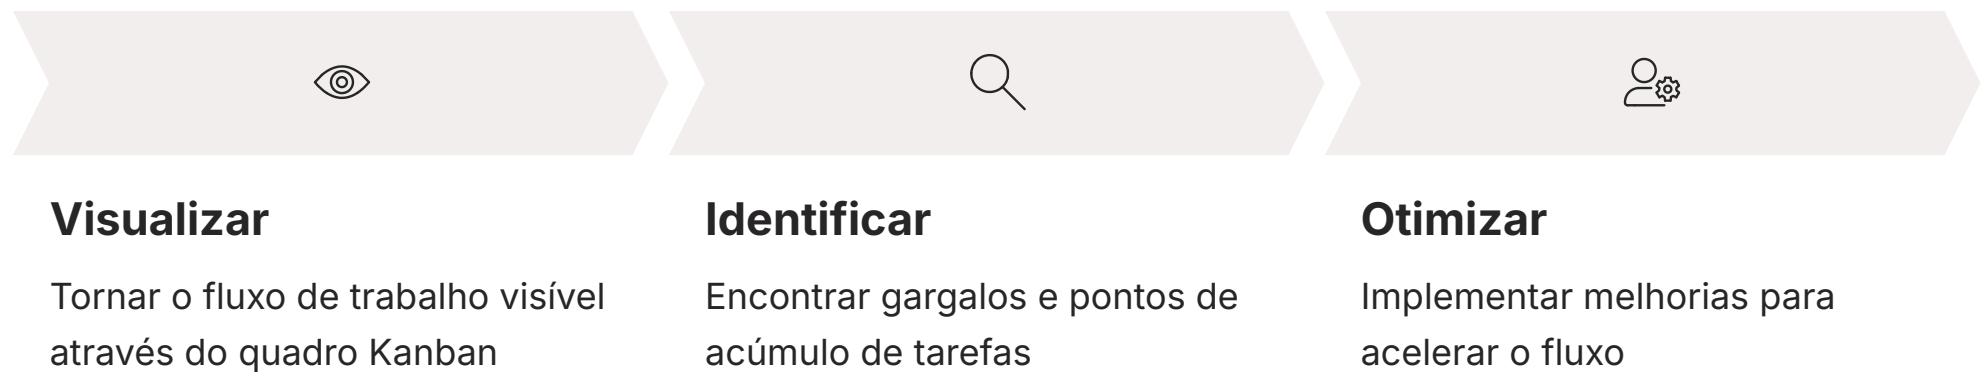 Visualizar
Tornar o fluxo de trabalho visível
através do quadro Kanban
Identificar
Encontrar gargalos e pontos de
acúmulo de tarefas
Otimizar
Implementar melhorias para
acelerar o fluxo